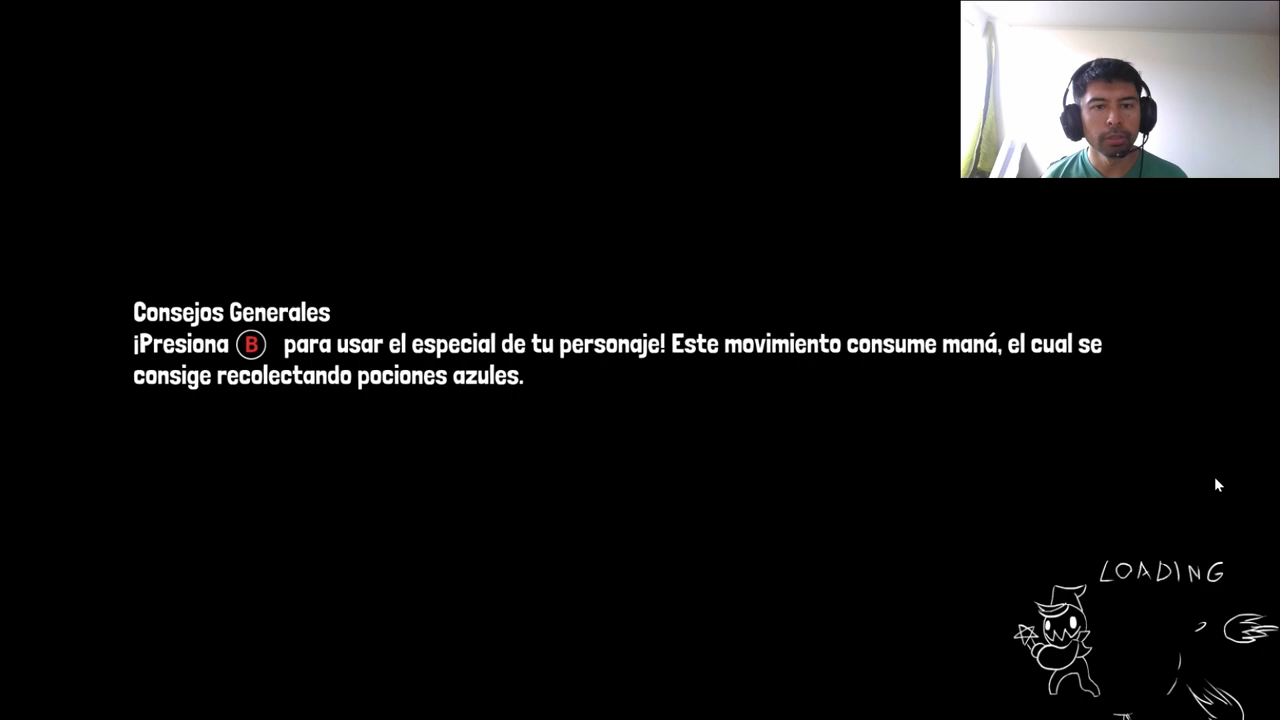 Consejos Generales
¡Presiona B para usar el especial de tu personaje! Este movimiento consume maná, el cual se
consige recolectando pociones azules.
LOADING